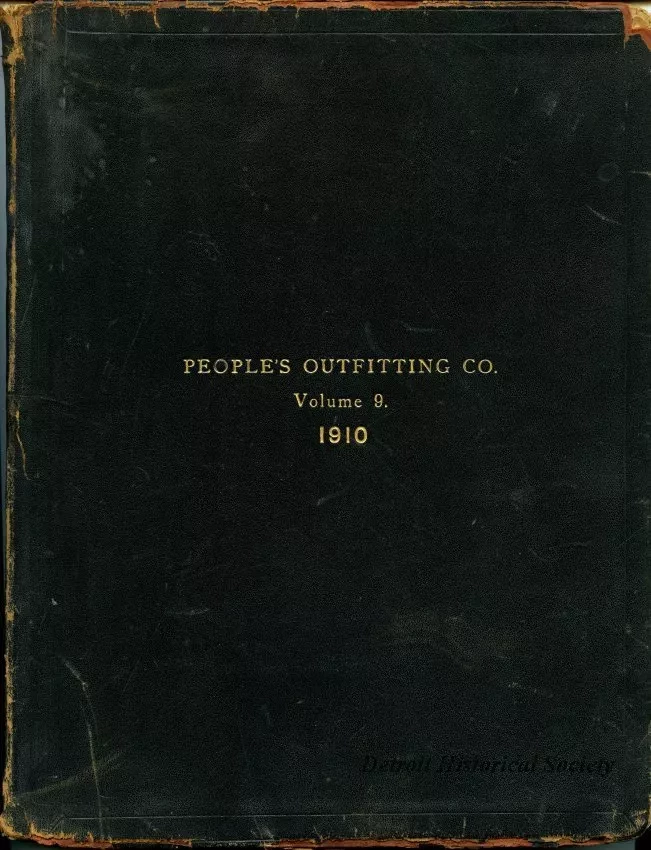 PEOPLE'S OUTFITTING CO.
Volume 9.
1910
Detroit Historical Society